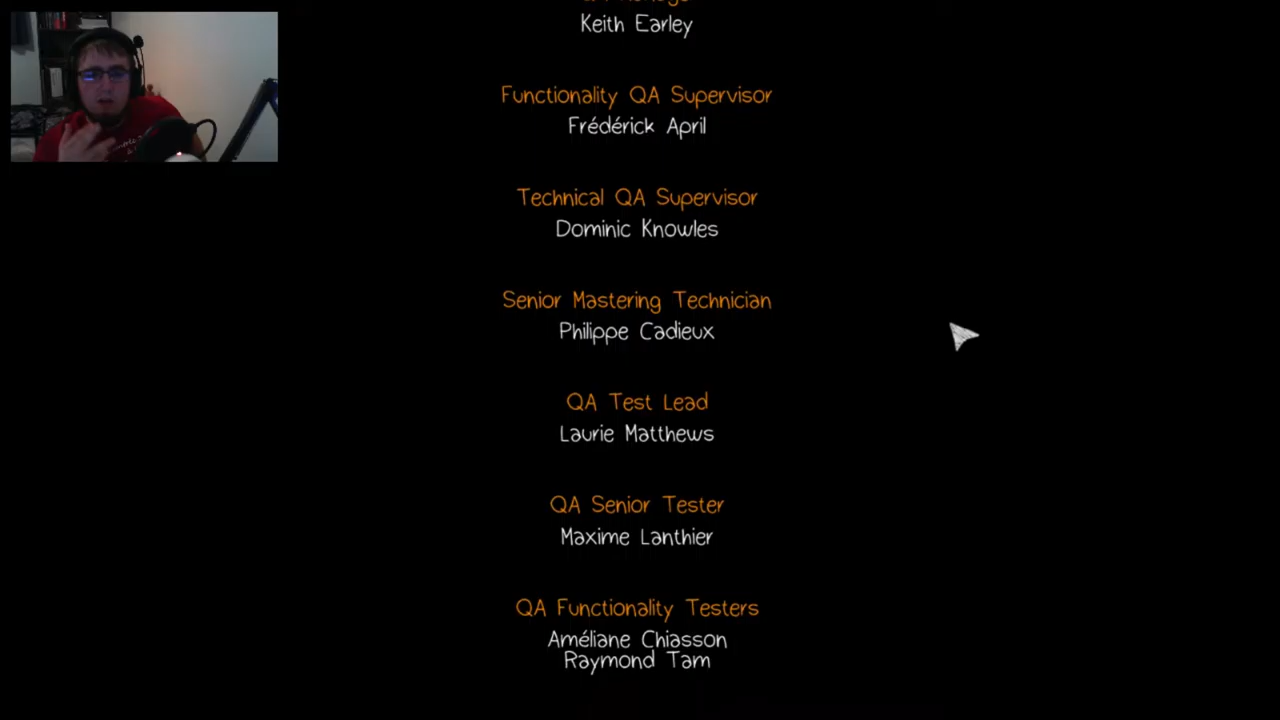 Keith Earley
Functionality QA Supervisor
Frédérick April
Technical QA Supervisor
Dominic Knowles
Senior Mastering Technician
Philippe Cadieux
QA Test Lead
Laurie Matthews
QA Senior Tester
Maxime Lanthier
QA Functionality Testers
Améliane Chiasson
Raymond Tam